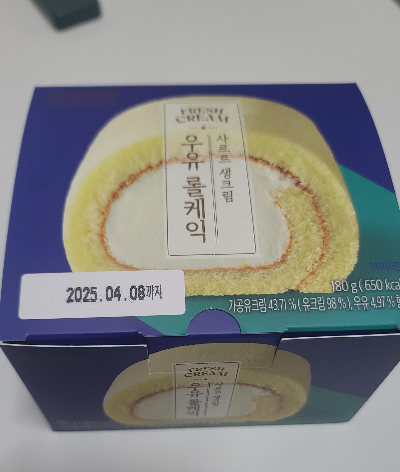 FRESH
CREAM
사르르 생크림
우유 롤케익
2025.04.08까지
180 g ( 650 kca
가공유크림 43.71 % ( 유크림 98 % ), 우유 4.97 %
FRESH
CREAM